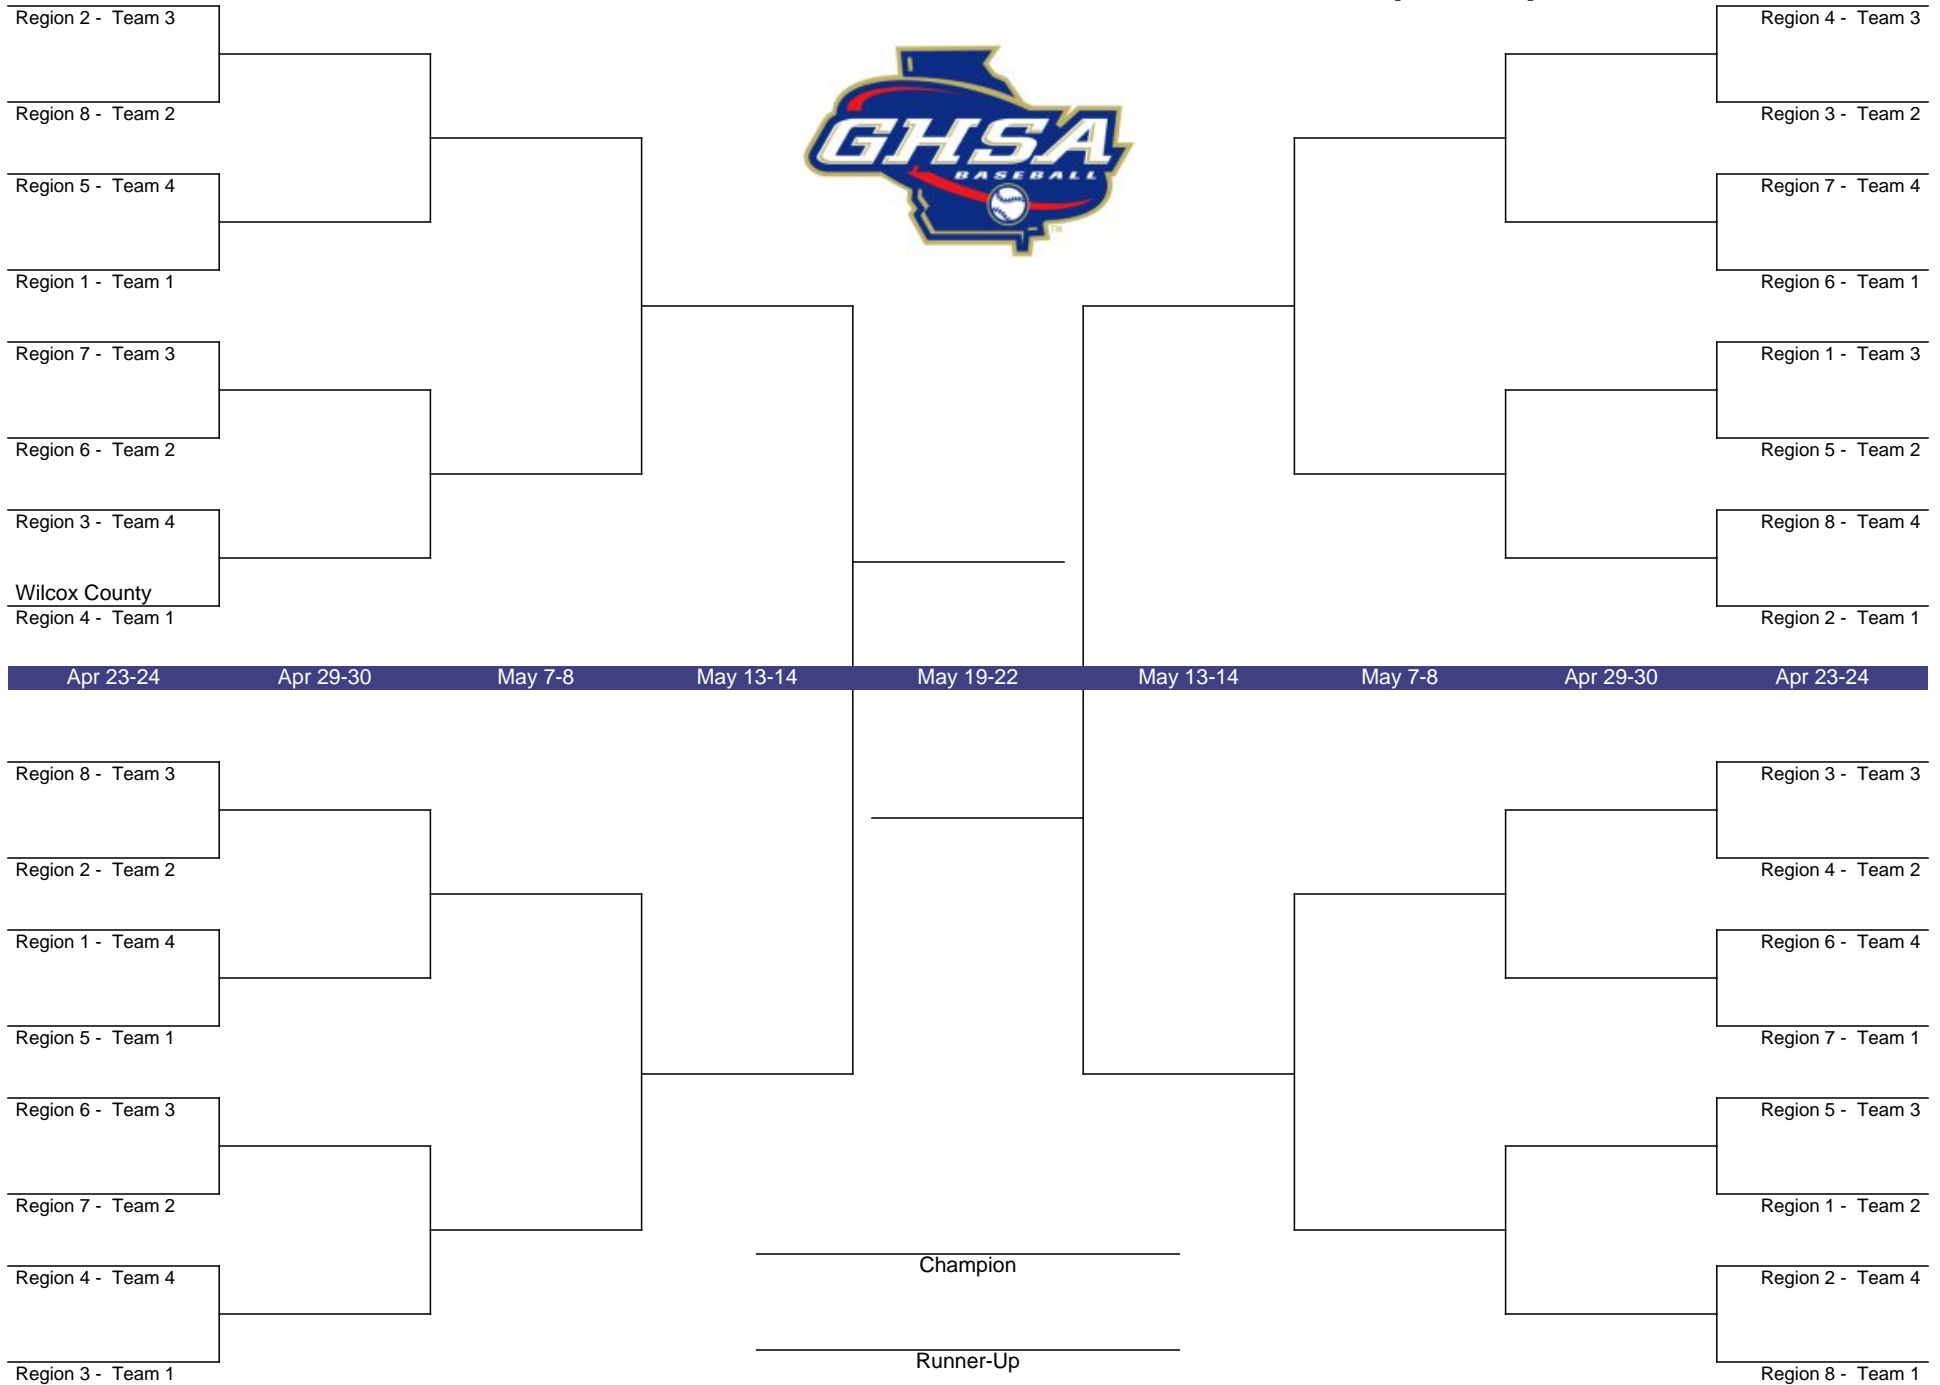 Region 2 - Team 3
Region 8 - Team 2
Region 5 - Team 4
Region 1 - Team 1
Region 7 - Team 3
Region 6 - Team 2
Region 3 - Team 4
Wilcox County
Region 4 - Team 1
GHSA
BASEBALL
TM
Region 4 - Team 3
Region 3 - Team 2
Region 7 - Team 4
Region 6 - Team 1
Region 1 - Team 3
Region 5 - Team 2
Region 8 - Team 4
Region 2 - Team 1
Apr 23-24 Apr 29-30 May 7-8 May 13-14 May 19-22 May 13-14 May 7-8 Apr 29-30 Apr 23-24
Region 8 - Team 3
Region 2 - Team 2
Region 1 - Team 4
Region 5 - Team 1
Region 6 - Team 3
Region 7 - Team 2
Region 4 - Team 4
Region 3 - Team 1
Champion
Runner-Up
Region 3 - Team 3
Region 4 - Team 2
Region 6 - Team 4
Region 7 - Team 1
Region 5 - Team 3
Region 1 - Team 2
Region 2 - Team 4
Region 8 - Team 1